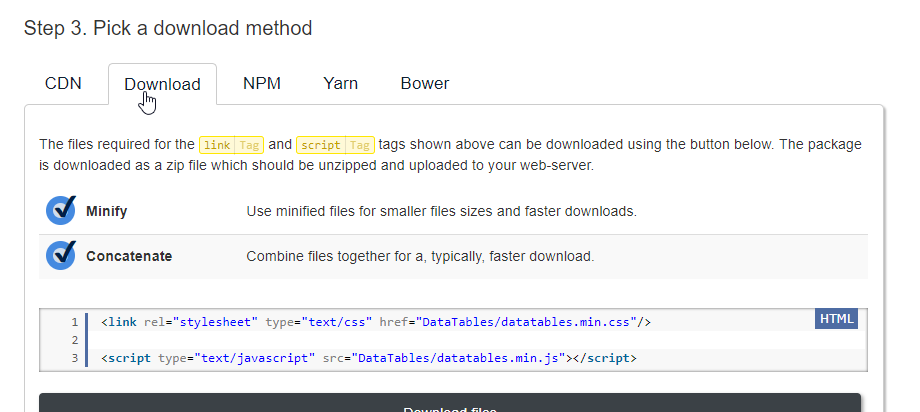 Step 3. Pick a download method
CDN Download NPM Yarn Bower
The files required for the link Tag and script Tag tags shown above can be downloaded using the button below. The package
is downloaded as a zip file which should be unzipped and uploaded to your web-server.
Minify Use minified files for smaller files sizes and faster downloads.
Concatenate Combine files together for a, typically, faster download.
HTML
1 <link rel="stylesheet" type="text/css" href="DataTables/datatables.min.css"/>
2
3 <script type="text/javascript" src="DataTables/datatables.min.js"></script>
Download files